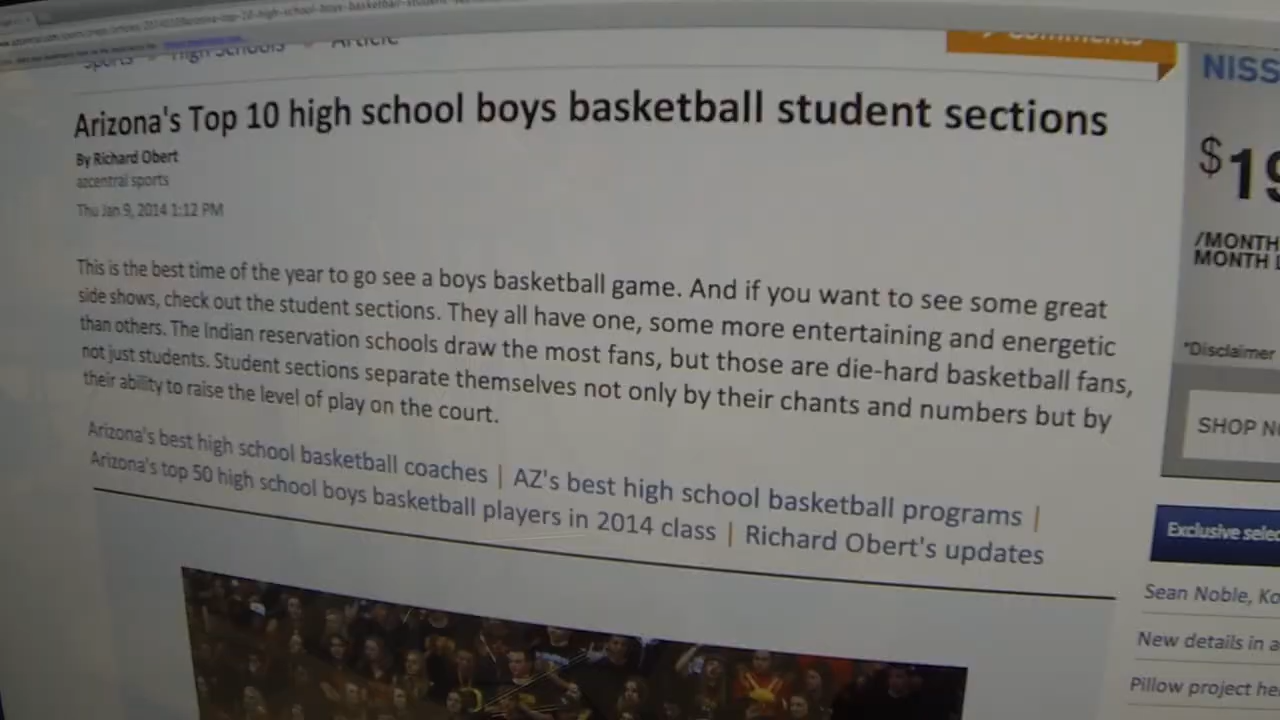 Sports
High Schools
Article
Comments
Arizona's Top 10 high school boys basketball student sections
By Richard Obert
azcentral sports
Thu Jan 9, 2014 1:12 PM
This is the best time of the year to go see a boys basketball game. And if you want to see some great
side shows, check out the student sections. They all have one, some more entertaining and energetic
than others. The Indian reservation schools draw the most fans, but those are die-hard basketball fans,
not just students. Student sections separate themselves not only by their chants and numbers but by
their ability to raise the level of play on the court.
Arizona's best high school basketball coaches | AZ's best high school basketball programs |
Arizona's top 50 high school boys basketball players in 2014 class | Richard Obert's updates
NISS
$19
/MONTH
MONTH L
*Disclaimer
SHOP NO
Exclusive selec
Sean Noble, Ko
New details in a
Pillow project he